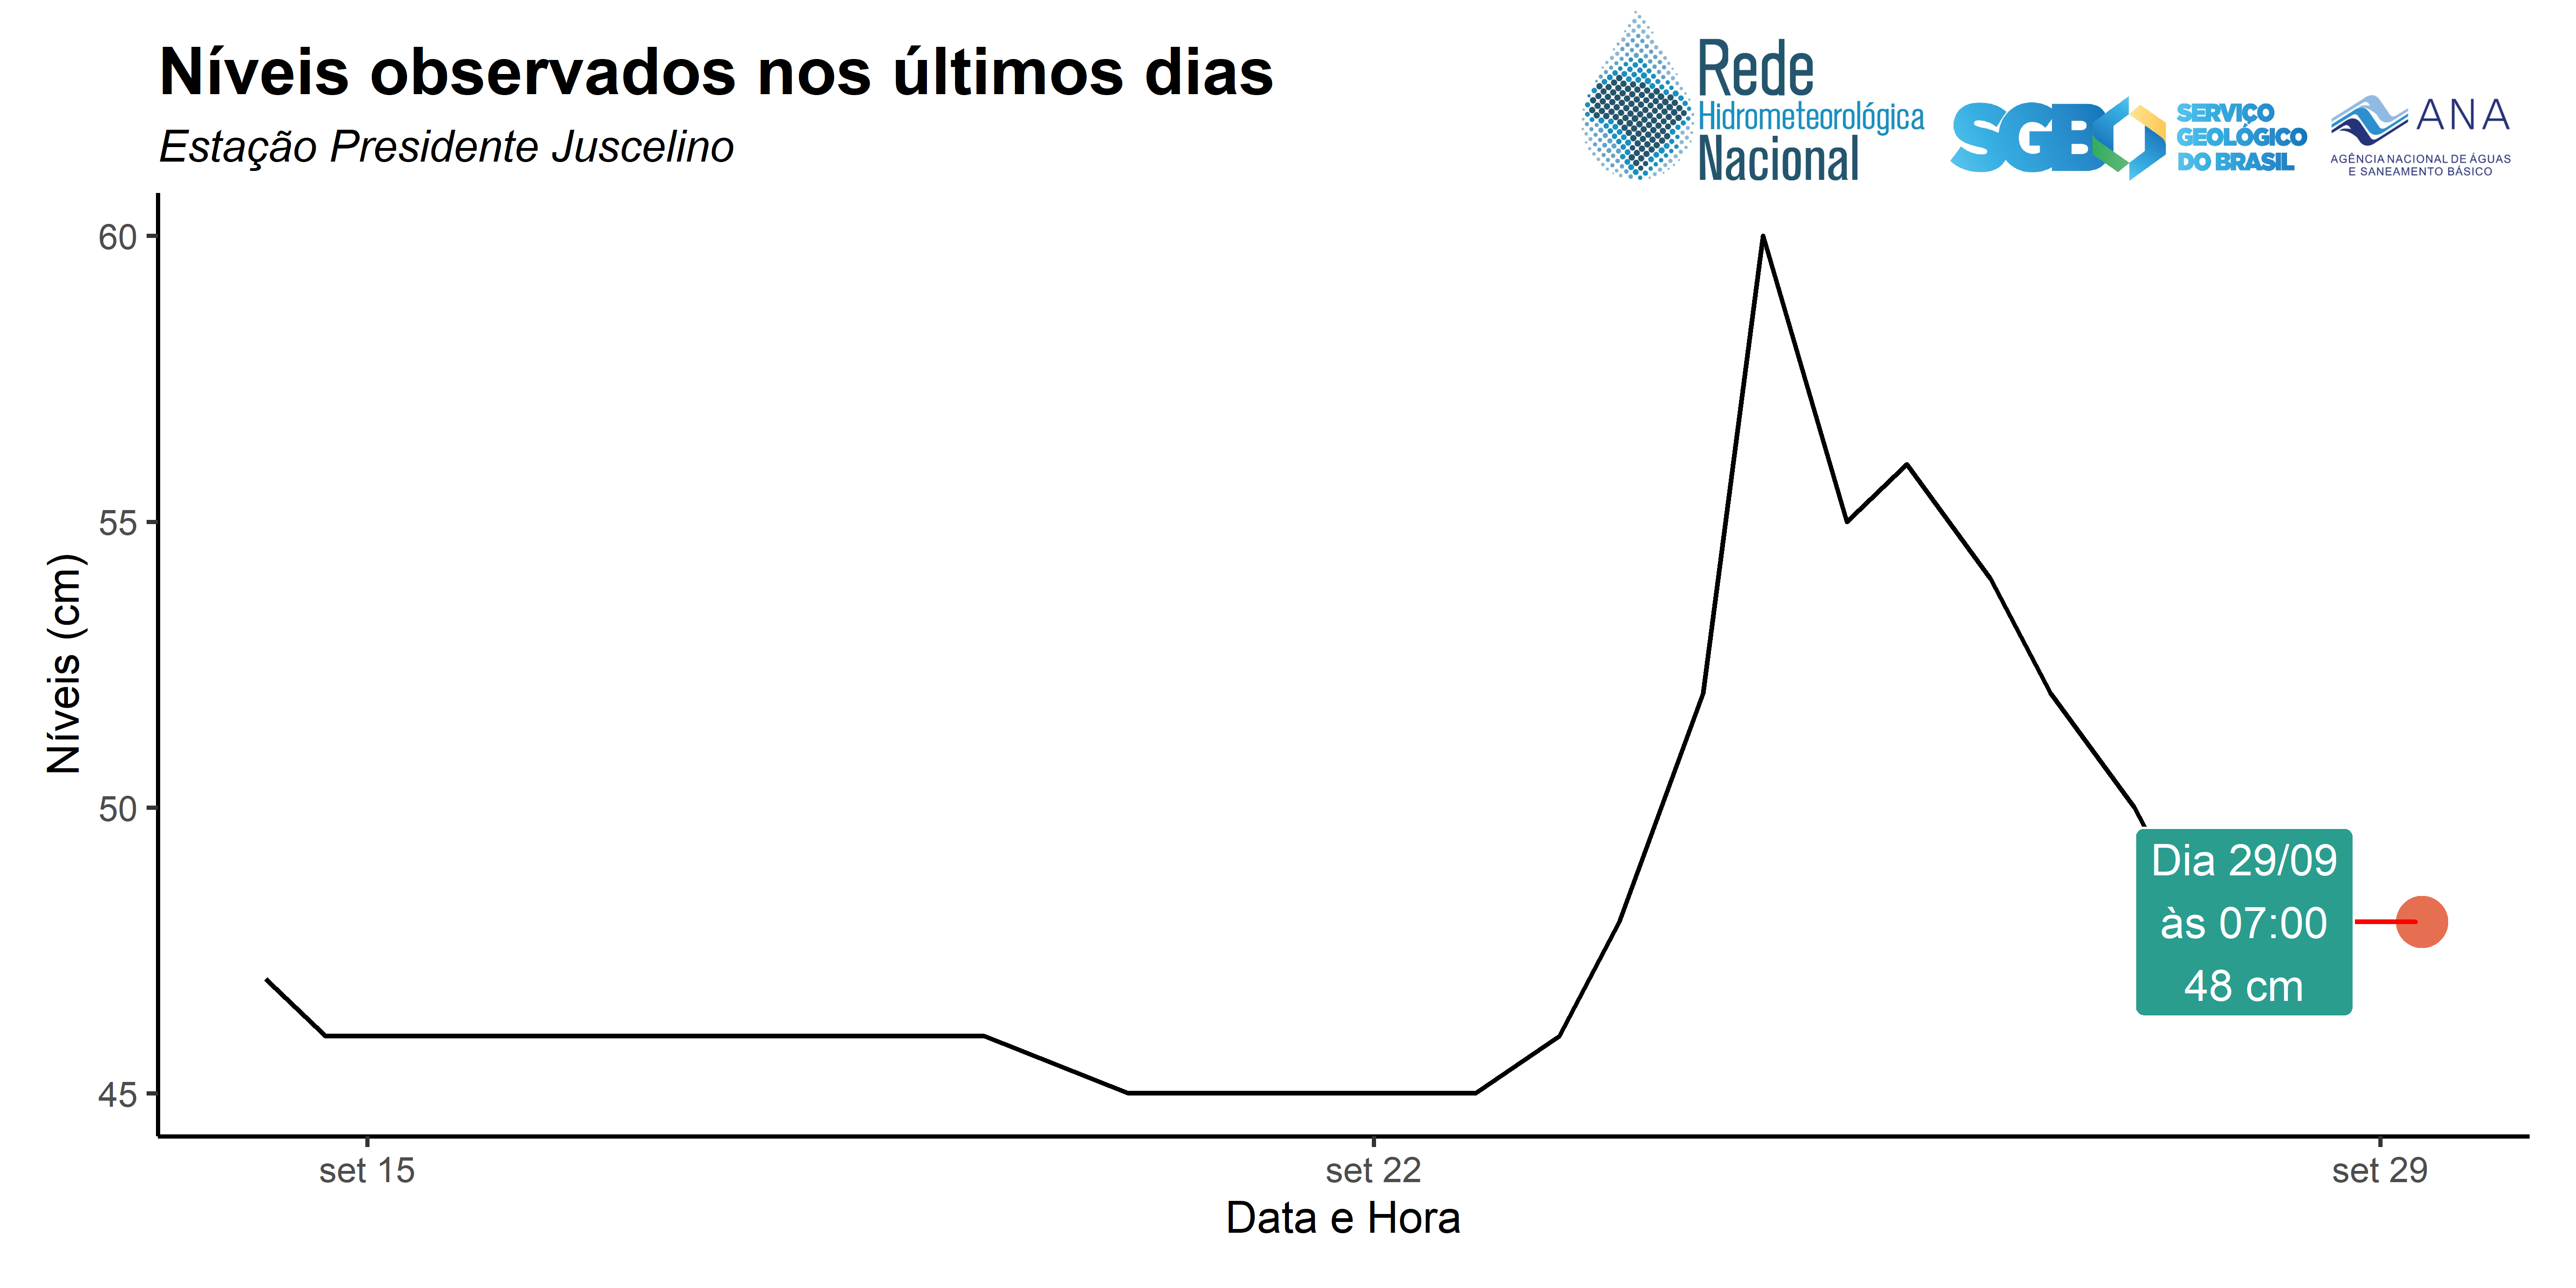 Níveis observados nos últimos dias
Estação Presidente Juscelino
Rede
Hidrometeorológica
Nacional
SGB
SERVIÇO
GEOLÓGICO
DO BRASIL
ANA
AGÊNCIA NACIONAL DE ÁGUAS
E SANEAMENTO BÁSICO
Níveis (cm)
60
55
50
45
Dia 29/09
às 07:00
48 cm
set 15
set 22
set 29
Data e Hora